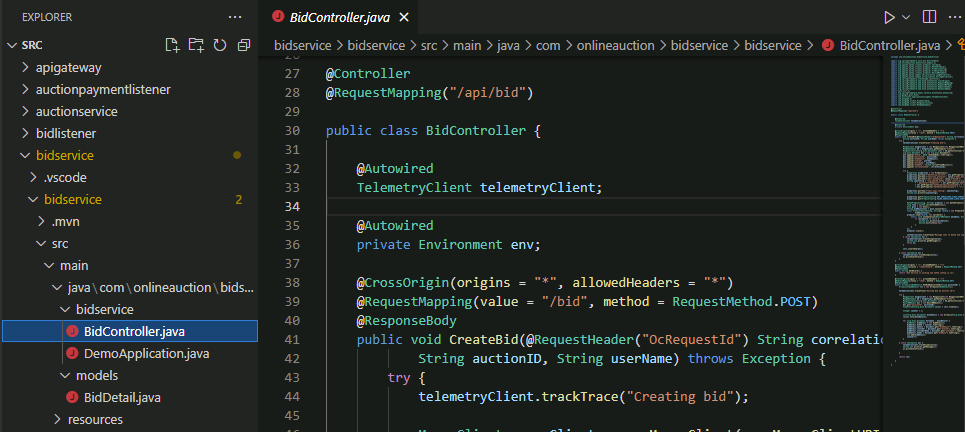 EXPLORER
SRC
apigateway
auctionpaymentlistener
auctionservice
bidlistener
bidservice
.vscode
bidservice 2
.mvn
src
main
java\com\onlineauction\bids...
bidservice
BidController.java
DemoApplication.java
models
BidDetail.java
resources
BidController.java
bidservice > bidservice > src > main > java > com > onlineauction > bidservice > bidservice > BidController.java >
27 @Controller
28 @RequestMapping("/api/bid")
29
30 public class BidController {
31
32 @Autowired
33 TelemetryClient telemetryClient;
34
35 @Autowired
36 private Environment env;
37
38 @CrossOrigin(origins = "*", allowedHeaders = "*")
39 @RequestMapping(value = "/bid", method = RequestMethod.POST)
40 @ResponseBody
41 public void CreateBid(@RequestHeader("OcRequestId") String correlatio
42 String auctionID, String userName) throws Exception {
43 try {
44 telemetryClient.trackTrace("Creating bid");
45